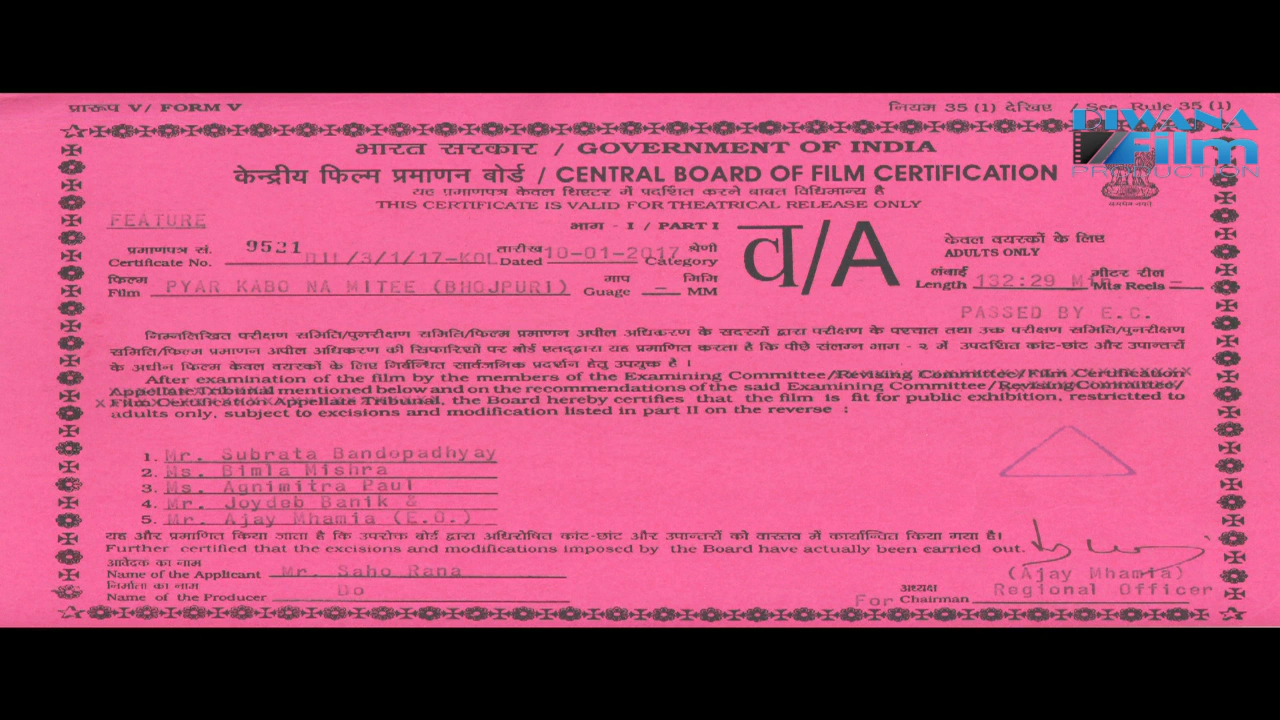 प्रारूप V/ FORM V
नियम 35 (1) देखिए / See Rule 35 (1)
DIWANA
Film
PRODUCTION
भारत सरकार / GOVERNMENT OF INDIA
केन्द्रीय फिल्म प्रमाणन बोर्ड / CENTRAL BOARD OF FILM CERTIFICATION
यह प्रमाणपत्र केवल थिएटर में प्रदर्शित करने बाबत विधिमान्य है
THIS CERTIFICATE IS VALID FOR THEATRICAL RELEASE ONLY
FEATURE
भाग - I / PART I
व/A
केवल वयस्कों के लिए
ADULTS ONLY
प्रमाणपत्र सं. 9521 तारीख श्रेणी
Certificate No. DIL/3/1/17-KOL Dated 10-01-2017 Category
फिल्म माप मिमि
Film PYAR KABO NA MITEE (BHOJPURI) Guage — MM
लंबाई मीटर रील
Length 132:29 Mts Reels —
PASSED BY E.C.
निम्नलिखित परीक्षण समिति/पुनरीक्षण समिति/फिल्म प्रमाणन अपील अधिकरण के सदस्यों द्वारा परीक्षण के पश्चात तथा उक्त परीक्षण समिति/पुनरीक्षण
समिति/फिल्म प्रमाणन अपील अधिकरण की सिफारिशों पर बोर्ड एतद्द्वारा यह प्रमाणित करता है कि पीछे संलग्न भाग - २ में उपदर्शित कांट-छांट और उपान्तरों
के अधीन फिल्म केवल वयस्कों के लिए निर्बन्धित सार्वजनिक प्रदर्शन हेतु उपयुक्त है ।
After examination of the film by the members of the Examining Committee/Revising Committee/Film Certification
Appellate Tribunal mentioned below and on the recommendations of the said Examining Committee/Revising Committee/
Film Certification Appellate Tribunal, the Board hereby certifies that the film is fit for public exhibition, restrictted to
adults only, subject to excisions and modification listed in part II on the reverse :
1. Mr. Subrata Bandopadhyay
2. Ms. Bimla Mishra
3. Ms. Agnimitra Paul
4. Mr. Joydeb Banik &
5. Mr. Ajay Mhamia (E.O.)
यह और प्रमाणित किया जाता है कि उपरोक्त बोर्ड द्वारा अधिरोपित कांट-छांट और उपान्तरों को वास्तव में कार्यान्वित किया गया है।
Further certified that the excisions and modifications imposed by the Board have actually been carried out.
आवेदक का नाम
Name of the Applicant Mr. Saho Rana
निर्माता का नाम
Name of the Producer Do
(Ajay Mhamia)
अध्यक्ष Regional Officer
For Chairman